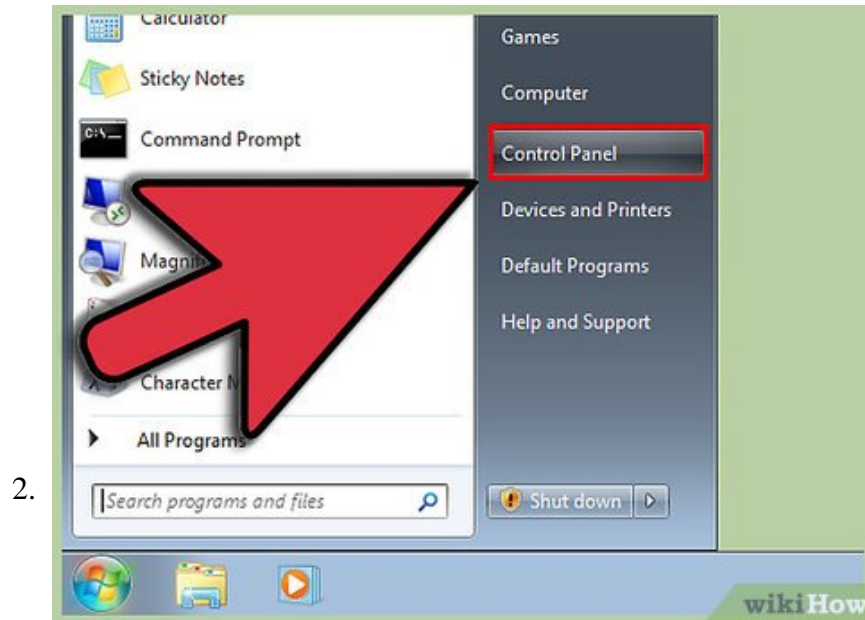 Calculator
Sticky Notes
Command Prompt
Magni
Character M
All Programs
Search programs and files
Games
Computer
Control Panel
Devices and Printers
Default Programs
Help and Support
Shut down
2.
wikiHow